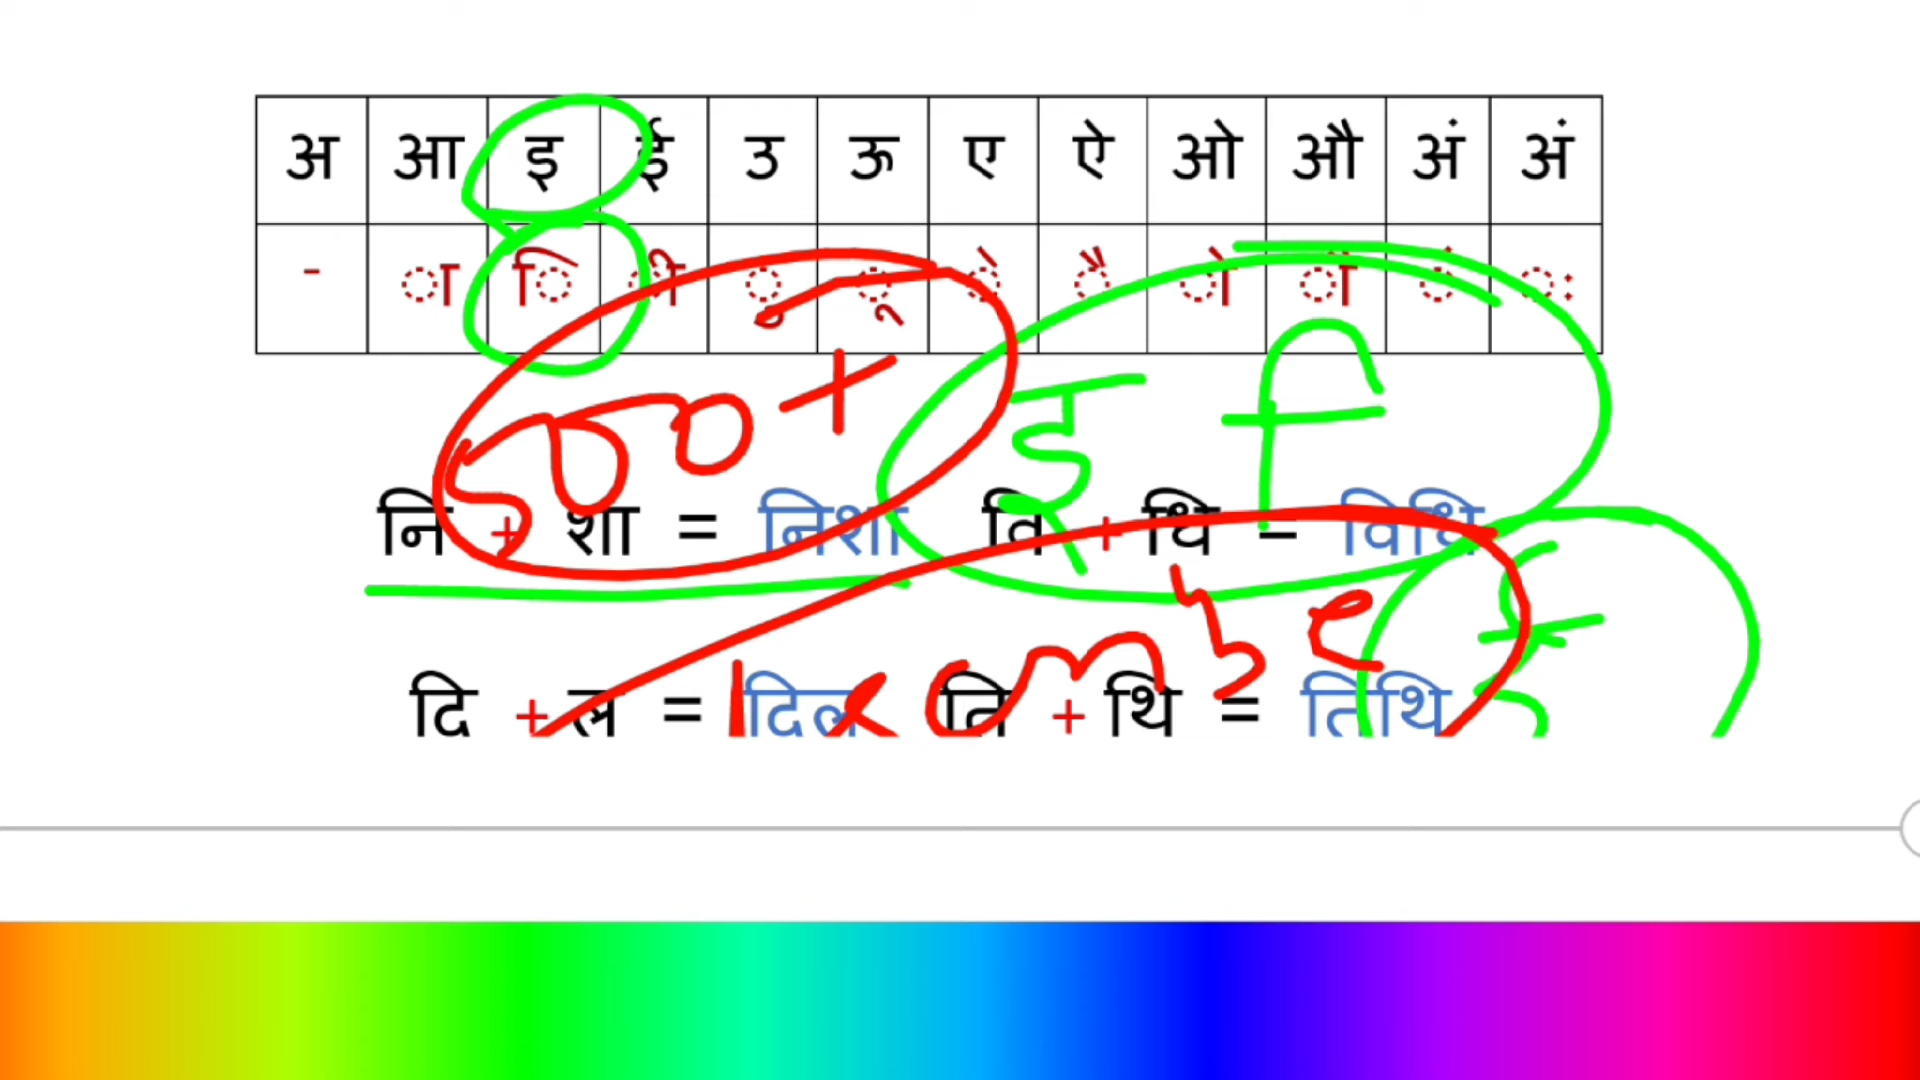 अ आ इ ई उ ऊ ए ऐ ओ औ अं अं
- ा ि ी ु ू े ै ो ौ ं ः
500+ इ ि
नि + शा = निशा वि + धि = विधि
दि + ल = दिल ति + थि = तिथि